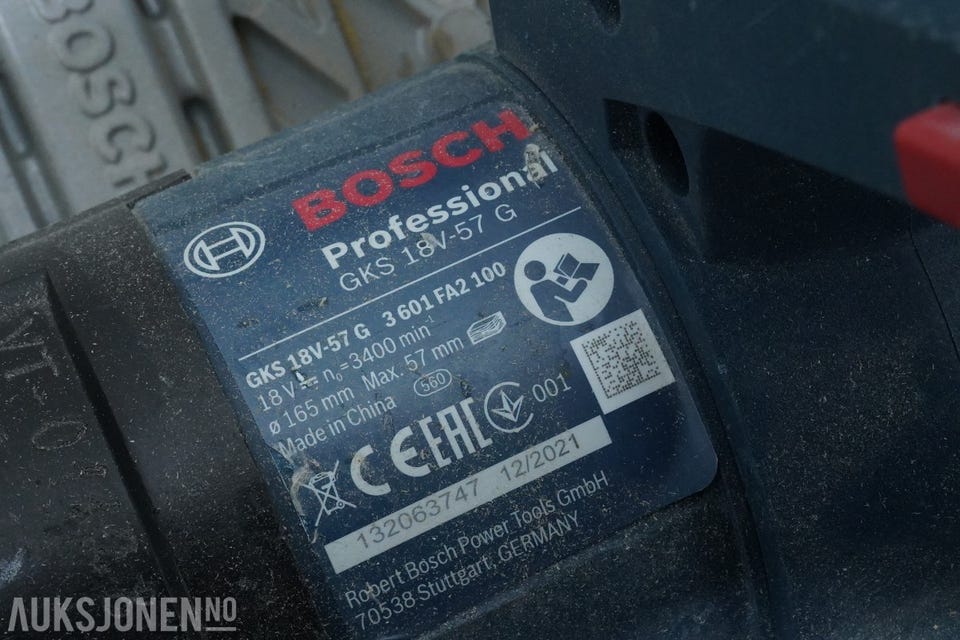 BOSCH
BOSCH
Professional
GKS 18V-57 G
GKS 18V-57 G 3 601 FA2 100
18 V ⎓ n₀=3400 min⁻¹
ø 165 mm Max. 57 mm
Made in China 560
CE EAC 001
132063747 12/2021
Robert Bosch Power Tools GmbH
70538 Stuttgart, GERMANY
AUKSJONEN.NO